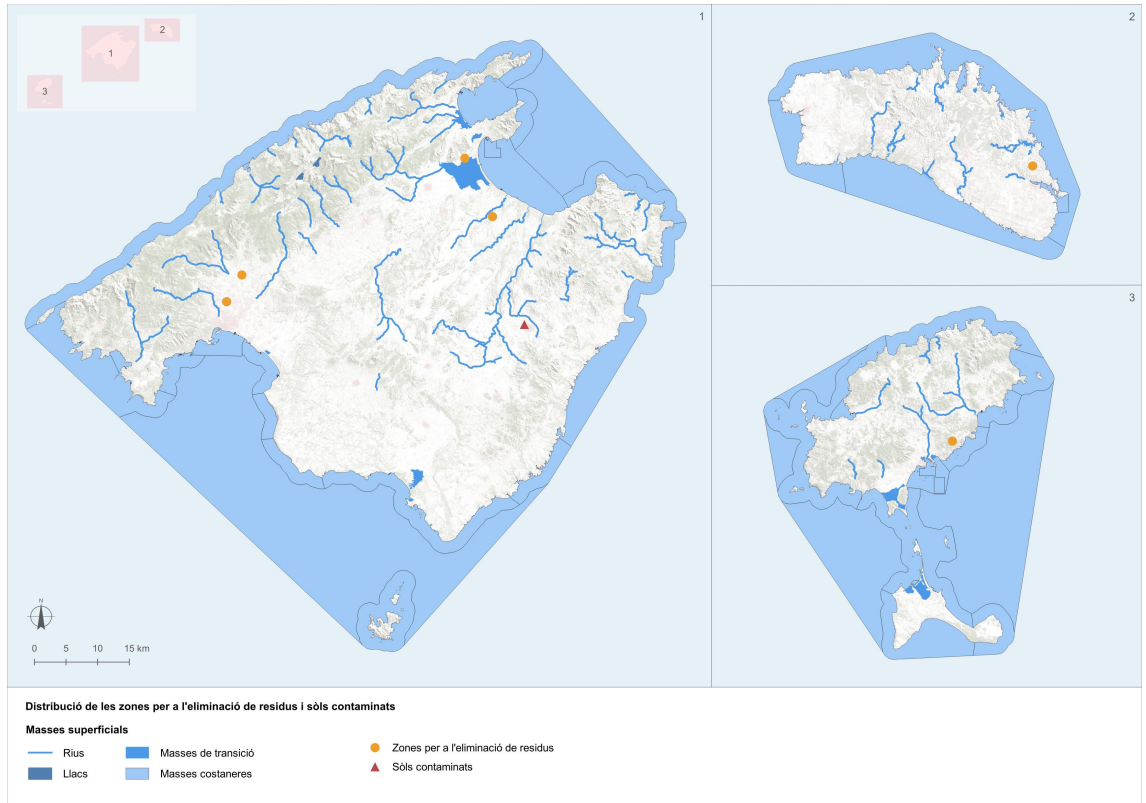 1
2
3
1
2
3
N
0 5 10 15 km
Distribució de les zones per a l'eliminació de residus i sòls contaminats
Masses superficials
Rius
Masses de transició
Zones per a l'eliminació de residus
Llacs
Masses costaneres
Sòls contaminats